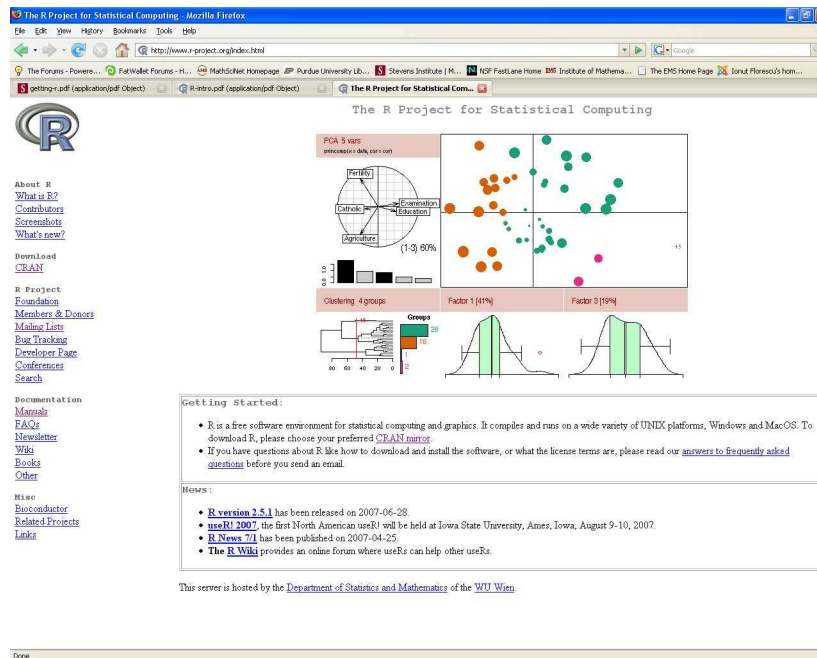 The R Project for Statistical Computing - Mozilla Firefox
File Edit View History Bookmarks Tools Help
http://www.r-project.org/index.html
Google
The Forums - Powere... FatWallet Forums - H... MathSciNet Homepage Purdue University Lib... Stevens Institute | M... NSF FastLane Home IMS Institute of Mathema... The EMS Home Page Ionut Florescu's hom...
getting-r.pdf (application/pdf Object) R-intro.pdf (application/pdf Object) The R Project for Statistical Com...
The R Project for Statistical Computing
R
PCA 5 vars
princomp(x = data, cor = cor)
Fertility
Catholic
Examination
Education
Agriculture
(1-3) 60%
Clustering 4 groups
Factor 1 [41%]
Factor 3 [19%]
Groups
28
16
1
2
80 60 40 20 0
About R
What is R?
Contributors
Screenshots
What's new?
Download
CRAN
R Project
Foundation
Members & Donors
Mailing Lists
Bug Tracking
Developer Page
Conferences
Search
Documentation
Manuals
FAQs
Newsletter
Wiki
Books
Other
Misc
Bioconductor
Related Projects
Links
Getting Started:
R is a free software environment for statistical computing and graphics. It compiles and runs on a wide variety of UNIX platforms, Windows and MacOS. To
download R, please choose your preferred CRAN mirror.
If you have questions about R like how to download and install the software, or what the license terms are, please read our answers to frequently asked
questions before you send an email.
News:
R version 2.5.1 has been released on 2007-06-28.
useR! 2007, the first North American useR! will be held at Iowa State University, Ames, Iowa, August 9-10, 2007.
R News 7/1 has been published on 2007-04-25.
The R Wiki provides an online forum where useRs can help other useRs.
This server is hosted by the Department of Statistics and Mathematics of the WU Wien.
Done